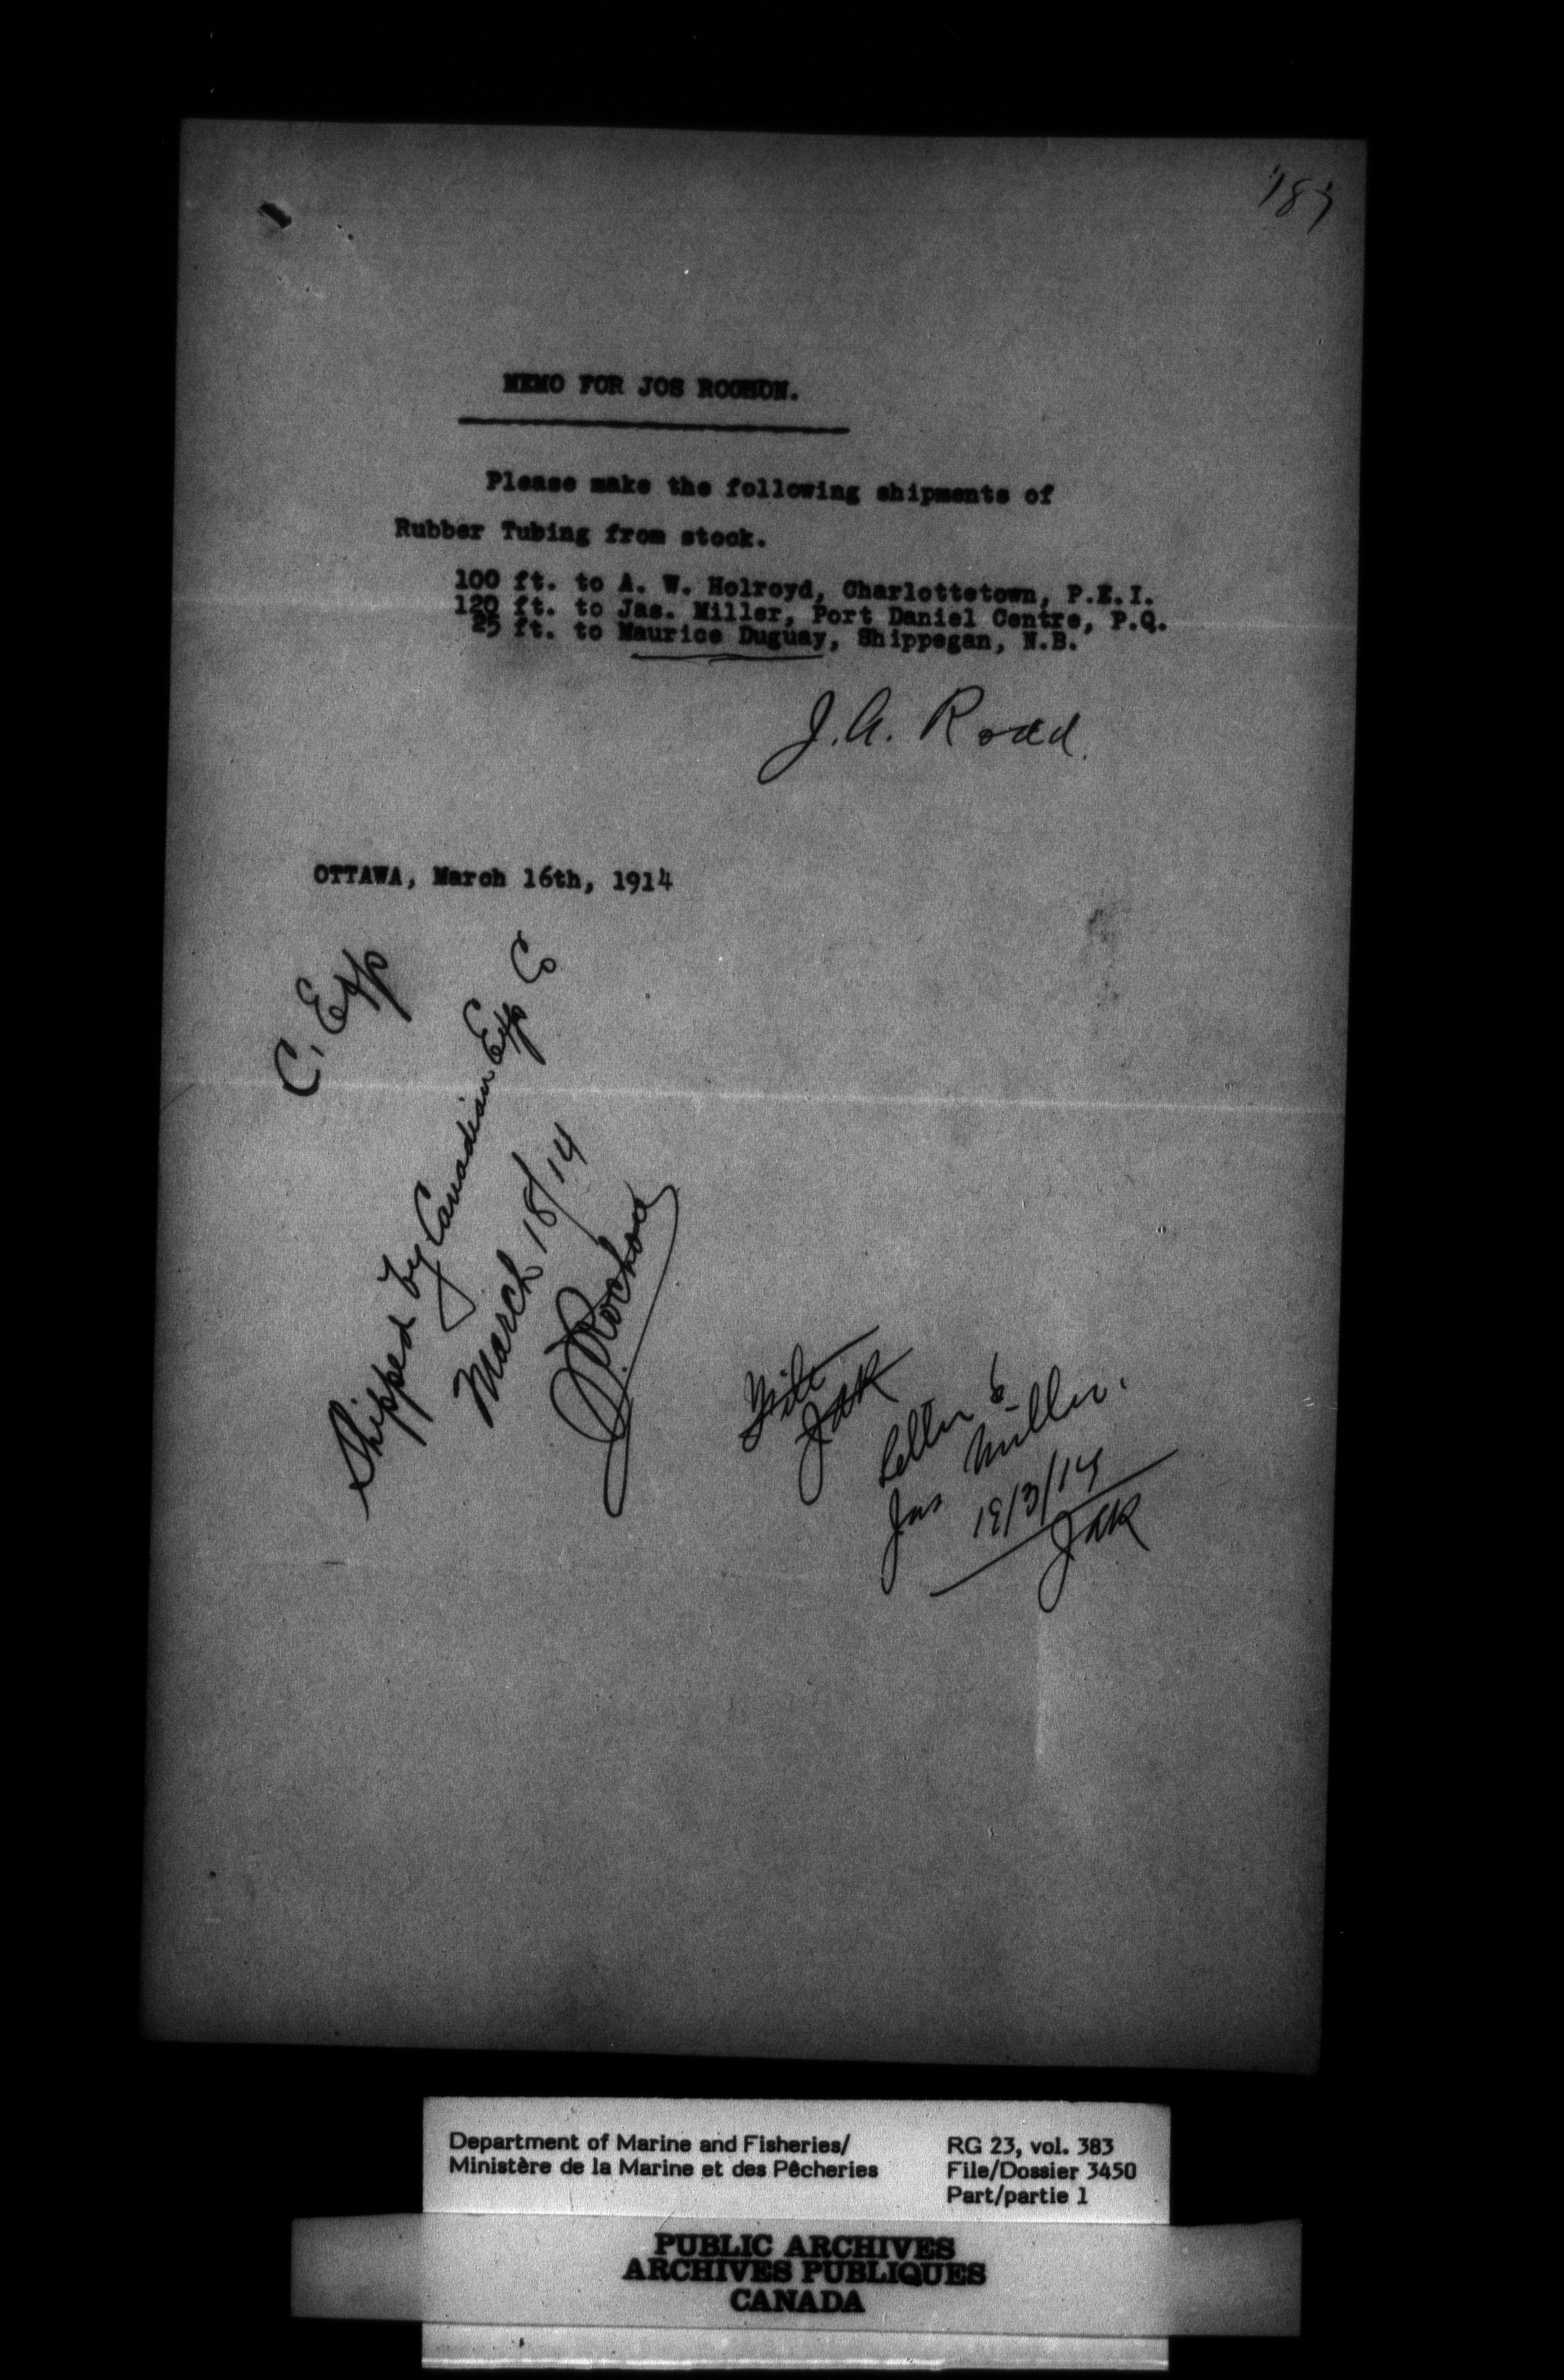 187
MEMO FOR JOS ROCHON.
Please make the following shipments of
Rubber Tubing from stock.
100 ft. to A. W. Holroyd, Charlottetown, P.E.I.
120 ft. to Jas. Miller, Port Daniel Centre, P.Q.
25 ft. to Maurice Duguay, Shippegan, N.B.
J.A. Rodd.
OTTAWA, March 16th, 1914
C. Exp
Shipped by Canadian Exp Co
March 18/14
J. Rochon
File
JAR
Letter to
Jas Miller.
19/3/14
JAR
Department of Marine and Fisheries/
Ministère de la Marine et des Pêcheries
RG 23, vol. 383
File/Dossier 3450
Part/partie 1
PUBLIC ARCHIVES
ARCHIVES PUBLIQUES
CANADA